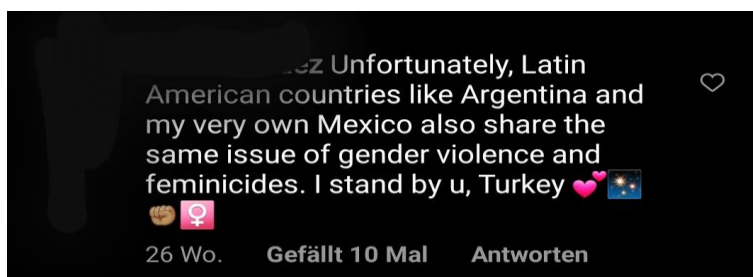 ez Unfortunately, Latin
American countries like Argentina and
my very own Mexico also share the
same issue of gender violence and
feminicides. I stand by u, Turkey 💕🎆
✊🏽♀️
26 Wo. Gefällt 10 Mal Antworten